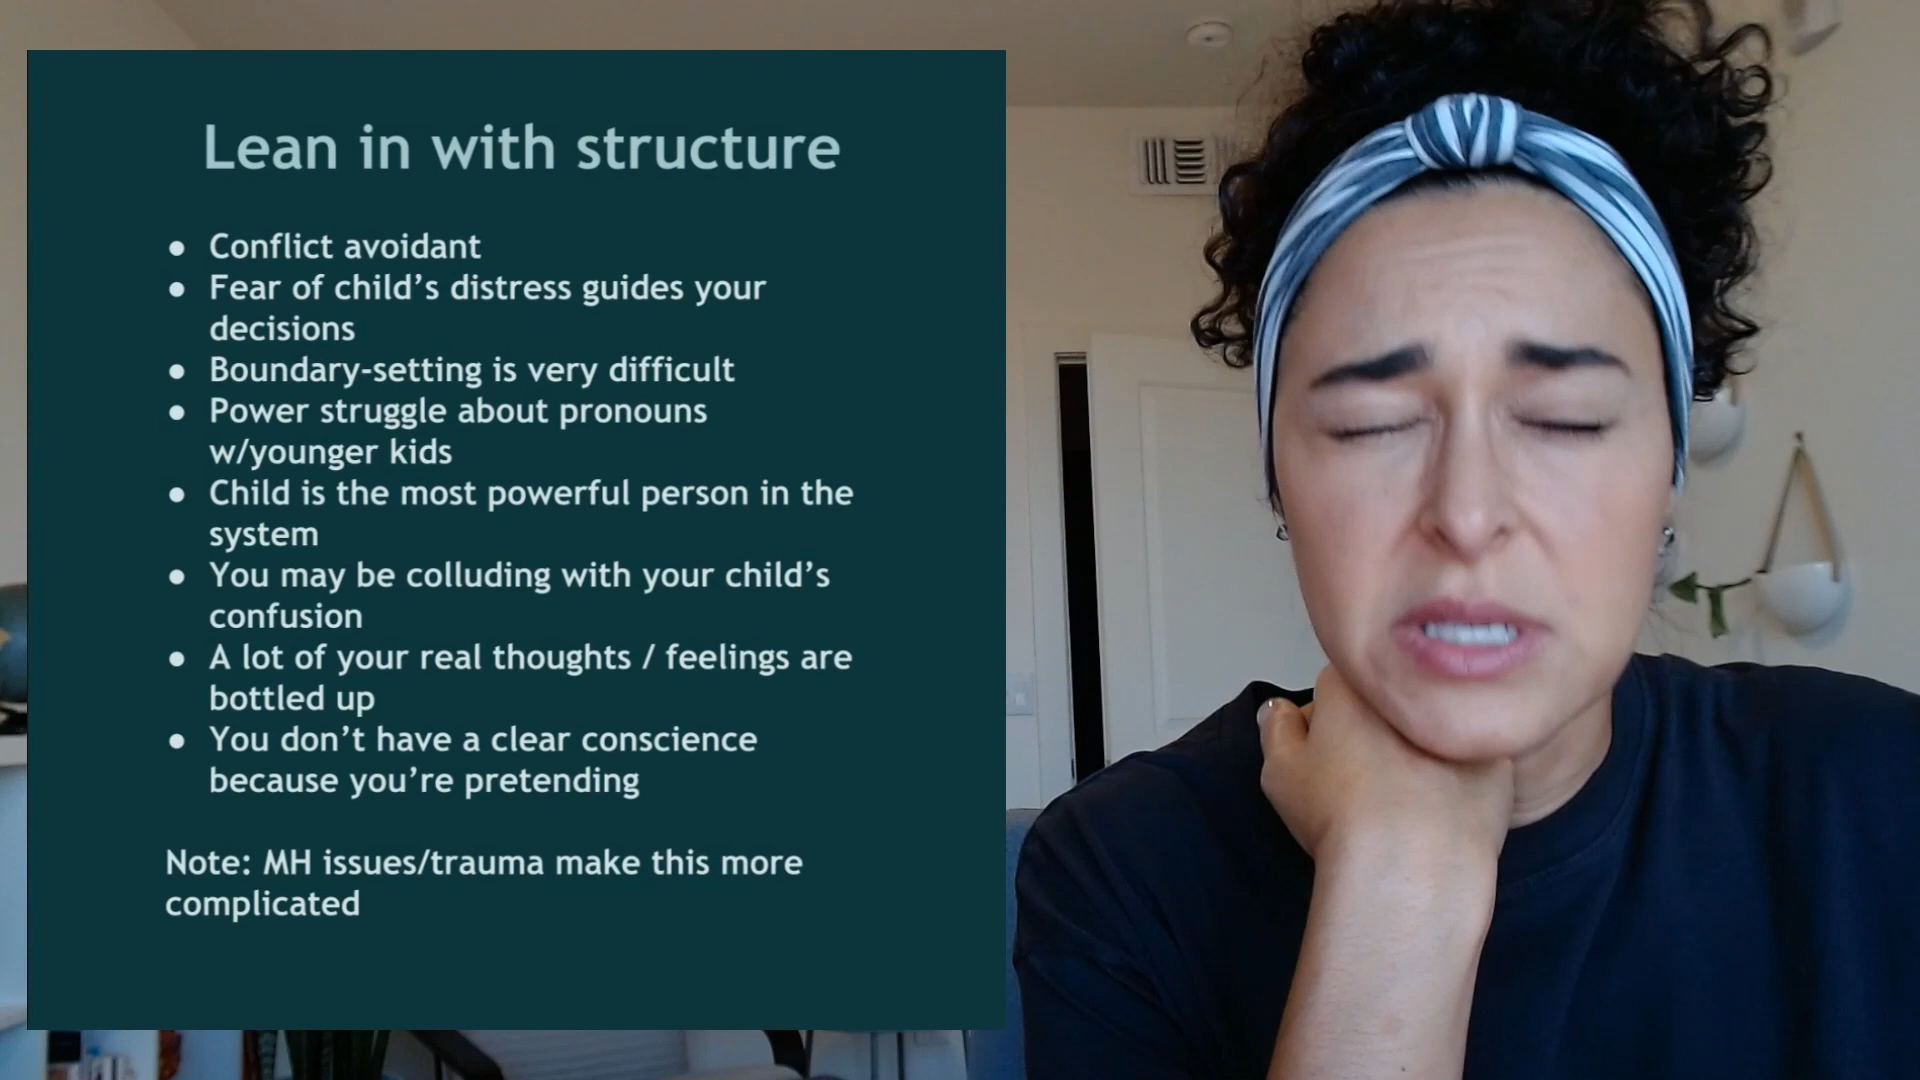 Lean in with structure
● Conflict avoidant
● Fear of child’s distress guides your
decisions
● Boundary-setting is very difficult
● Power struggle about pronouns
w/younger kids
● Child is the most powerful person in the
system
● You may be colluding with your child’s
confusion
● A lot of your real thoughts / feelings are
bottled up
● You don’t have a clear conscience
because you’re pretending
Note: MH issues/trauma make this more
complicated